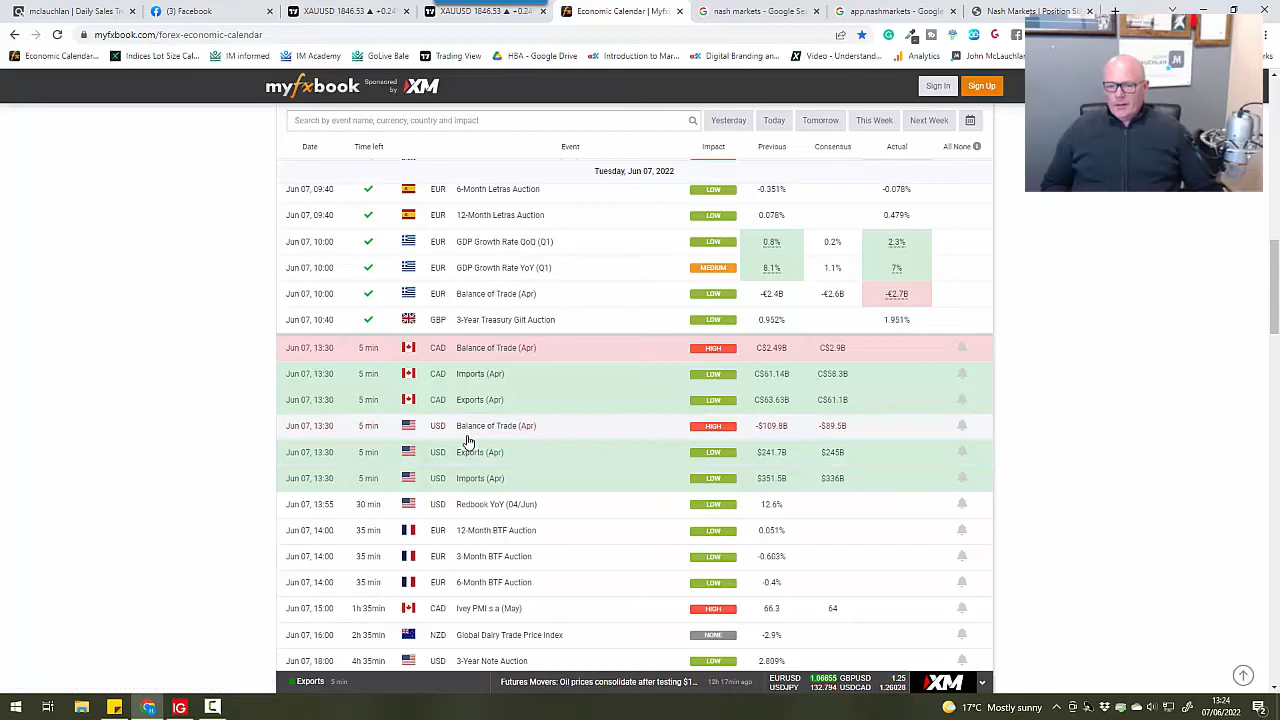 mclauchlan | Daily Sales Tr
(3) Facebook
XAUUSD 1846.53 ▲ +0.24
XAUUSD 1846.53 ▲ +0.24
Economic Calendar | Myfx
nash markets - Google Se
app.nashmarkets - Google
(3) WhatsApp
myfxbook.com/forex-economic-calendar
Economic Calendar...
Indices Lot Size Cal...
IM informed
GoLive Bale
TGA - Google Drive
Introduction to Mar...
Digital Branding an...
Video - Understand...
Analytics
John McLauchlan |...
myfxbook Sponsored by XM
Sign In
Sign Up
Search by event name, currency, country and impact
Yesterday
Today
Tomorrow
This Week
Next Week
Date Time left Event Impact Previous Consensus Actual All None
Tuesday, Jun 07, 2022
Jun 07, 09:40 EUR 6-Month Letras Auction LOW -0.351% -0.078%
Jun 07, 09:40 EUR 12-Month Letras Auction LOW 0.078% 0.479%
Jun 07, 10:00 EUR GDP Growth Rate QoQ (Q1) LOW 0.8% 0.2% 2.3%
Jun 07, 10:00 EUR GDP Growth Rate YoY (Q1) MEDIUM 8.1% 1.1% 7%
Jun 07, 10:00 EUR Balance of Trade (Apr) LOW -€2.4B -€2.6B -€2.7B
Jun 07, 10:40 GBP 3-Year Treasury Gilt Auction LOW 0.952% 1.951%
Jun 07, 13:30 5 min CAD Balance of Trade (Apr) HIGH C$2.49B C$2.9B
Jun 07, 13:30 5 min CAD Imports (Apr) LOW C$61.14B C$58.3B
Jun 07, 13:30 5 min CAD Exports (Apr) LOW C$63.63B C$61.1B
Jun 07, 13:30 5 min USD Balance of Trade (Apr) HIGH -$109.8B -$89.5B
Jun 07, 13:30 5 min USD Exports (Apr) LOW $241.7B $245B
Jun 07, 13:30 5 min USD Imports (Apr) LOW $351.5B $336B
Jun 07, 13:55 30 min USD Redbook YoY (04/Jun) LOW 12.6%
Jun 07, 14:00 35 min EUR 12-Month BTF Auction LOW 0.051%
Jun 07, 14:00 35 min EUR 3-Month BTF Auction LOW -0.603%
Jun 07, 14:00 35 min EUR 6-Month BTF Auction LOW -0.4%
Jun 07, 15:00 1h 35min CAD Ivey PMI s.a (May) HIGH 66.3 64
Jun 07, 16:00 2h 35min NZD Global Dairy Trade Price Index NONE -2.9%
Jun 07, 18:00 4h 35min USD 3-Year Note Auction LOW 2.809%
Exports 5 min
Futures Movers: Oil prices consolidate after testing $1... 12h 17min ago
EURUSD 1.06855 GBPUSD 1.25
USDJPY 1.2028
XM
17°C Mostly sunny
13:24
07/06/2022